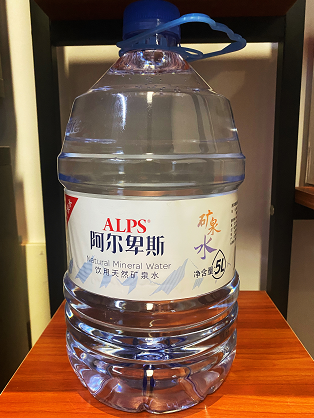 ALPS®
阿尔卑斯
Natural Mineral Water
饮用天然矿泉水
矿泉
水
净含量 5L